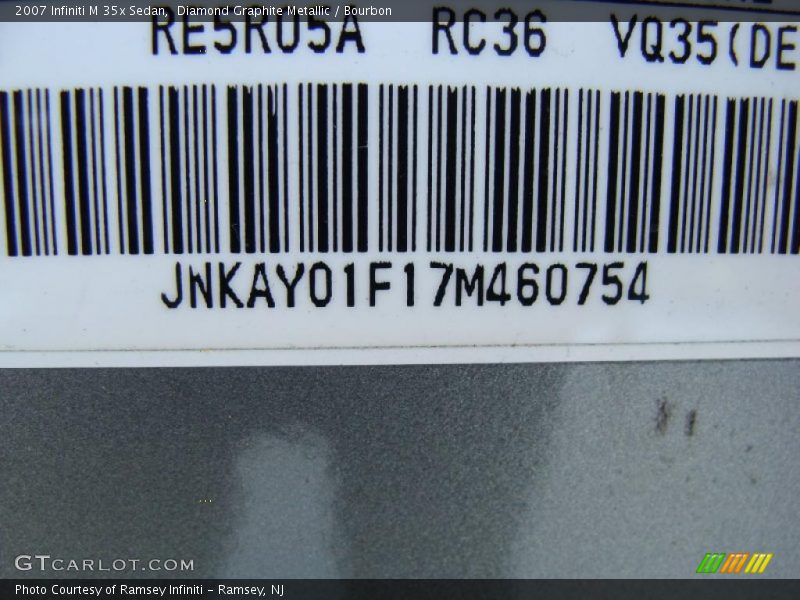 2007 Infiniti M 35x Sedan, Diamond Graphite Metallic / Bourbon
RE5R05A RC36 VQ35(DE
JNKAY01F17M460754
GTCARLOT.COM
Photo Courtesy of Ramsey Infiniti - Ramsey, NJ